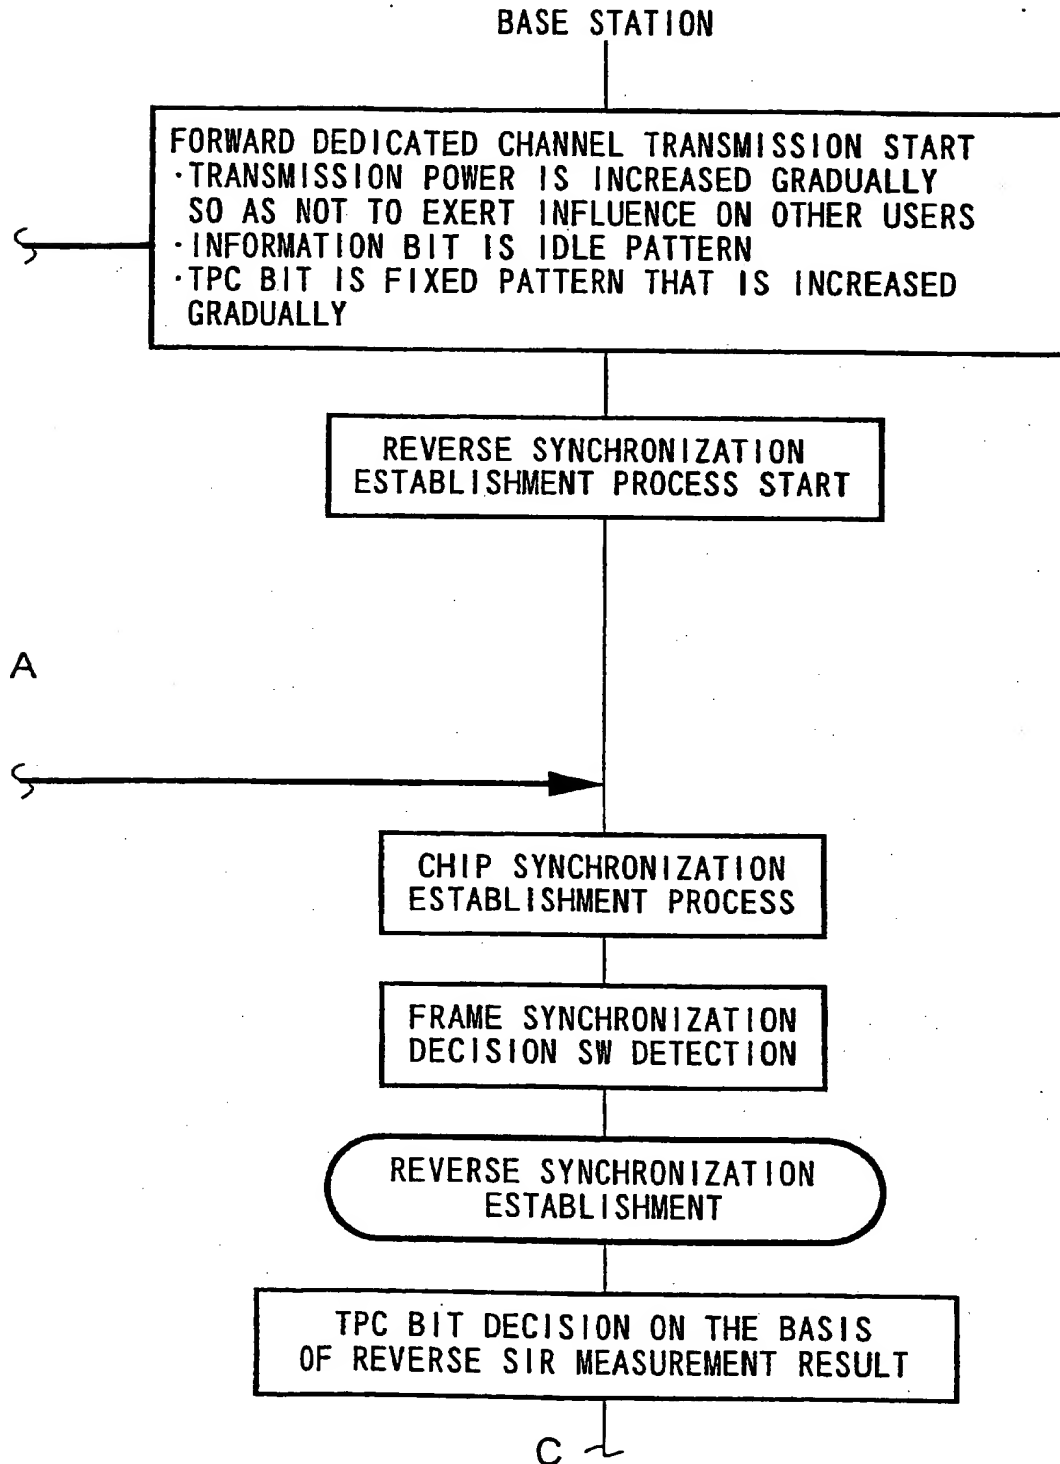 BASE STATION
FORWARD DEDICATED CHANNEL TRANSMISSION START
·TRANSMISSION POWER IS INCREASED GRADUALLY
SO AS NOT TO EXERT INFLUENCE ON OTHER USERS
·INFORMATION BIT IS IDLE PATTERN
·TPC BIT IS FIXED PATTERN THAT IS INCREASED
GRADUALLY
REVERSE SYNCHRONIZATION
ESTABLISHMENT PROCESS START
A
CHIP SYNCHRONIZATION
ESTABLISHMENT PROCESS
FRAME SYNCHRONIZATION
DECISION SW DETECTION
REVERSE SYNCHRONIZATION
ESTABLISHMENT
TPC BIT DECISION ON THE BASIS
OF REVERSE SIR MEASUREMENT RESULT
C